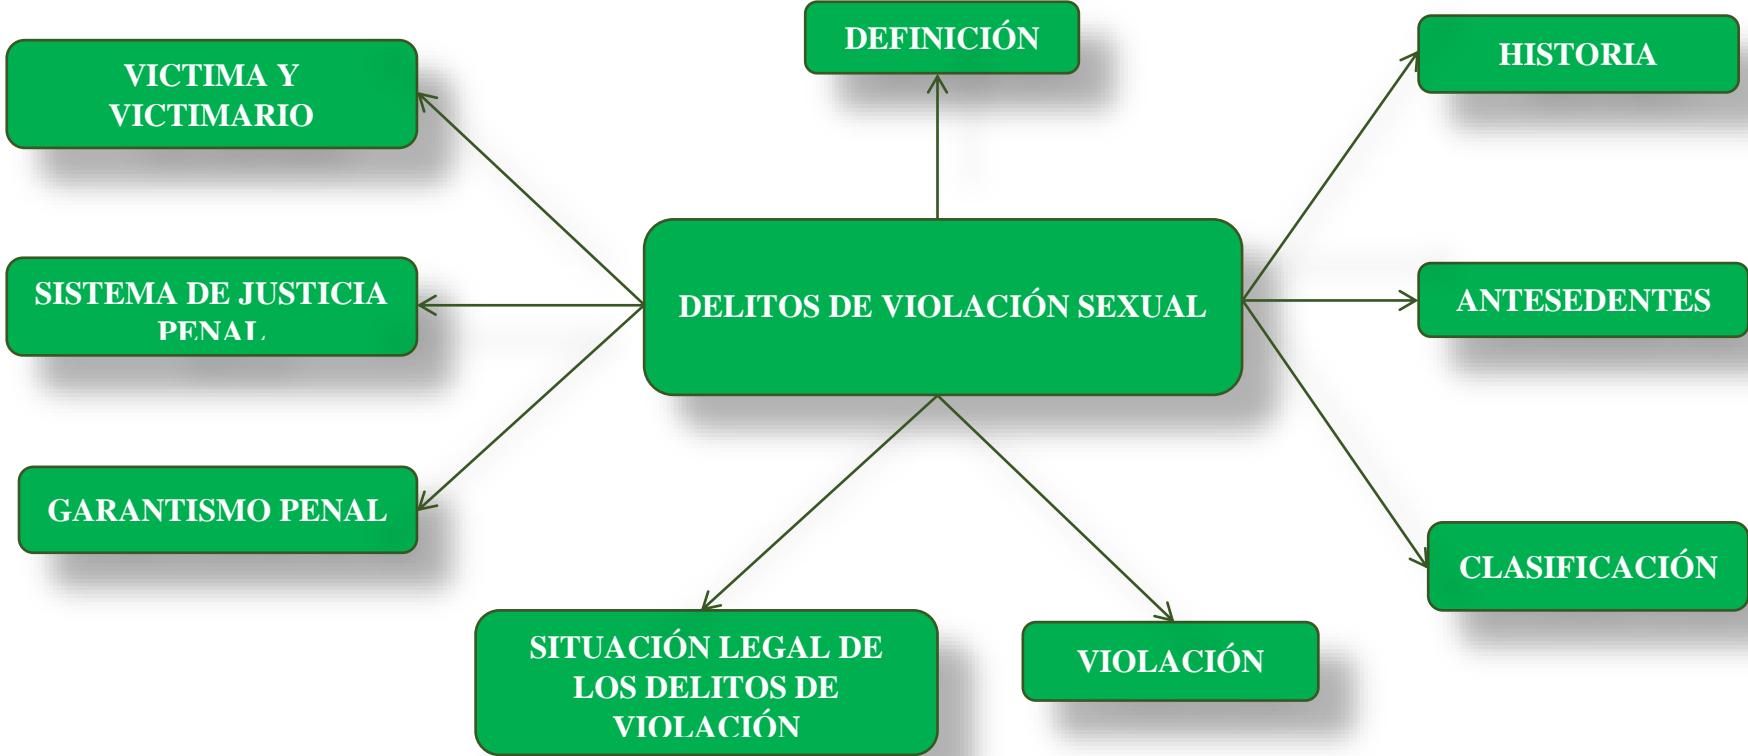 DEFINICIÓN
HISTORIA
VICTIMA Y
VICTIMARIO
SISTEMA DE JUSTICIA
PENAL
DELITOS DE VIOLACIÓN SEXUAL
ANTESEDENTES
GARANTISMO PENAL
CLASIFICACIÓN
SITUACIÓN LEGAL DE
LOS DELITOS DE
VIOLACIÓN
VIOLACIÓN